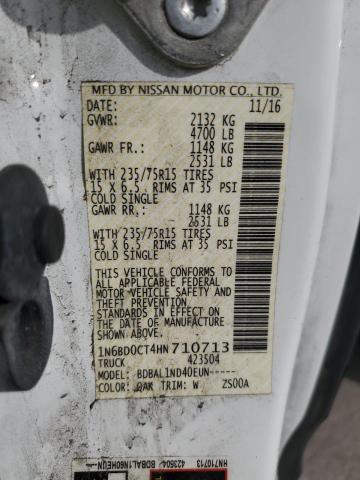 MFD BY NISSAN MOTOR CO., LTD.
DATE: 11/16
GVWR: 2132 KG
4700 LB
GAWR FR.: 1148 KG
2531 LB
WITH 235/75R15 TIRES
15 X 6.5 RIMS AT 35 PSI
COLD SINGLE
GAWR RR.: 1148 KG
2531 LB
WITH 235/75R15 TIRES
15 X 6.5 RIMS AT 35 PSI
COLD SINGLE
THIS VEHICLE CONFORMS TO
ALL APPLICABLE FEDERAL
MOTOR VEHICLE SAFETY AND
THEFT PREVENTION
STANDARDS IN EFFECT ON
THE DATE OF MANUFACTURE
SHOWN ABOVE.
1N6BD0CT4HN710713
TRUCK 423504
MODEL: BDBAL1ND40EUN-----
COLOR: QAK TRIM: W ZS00A
HN710713
423504